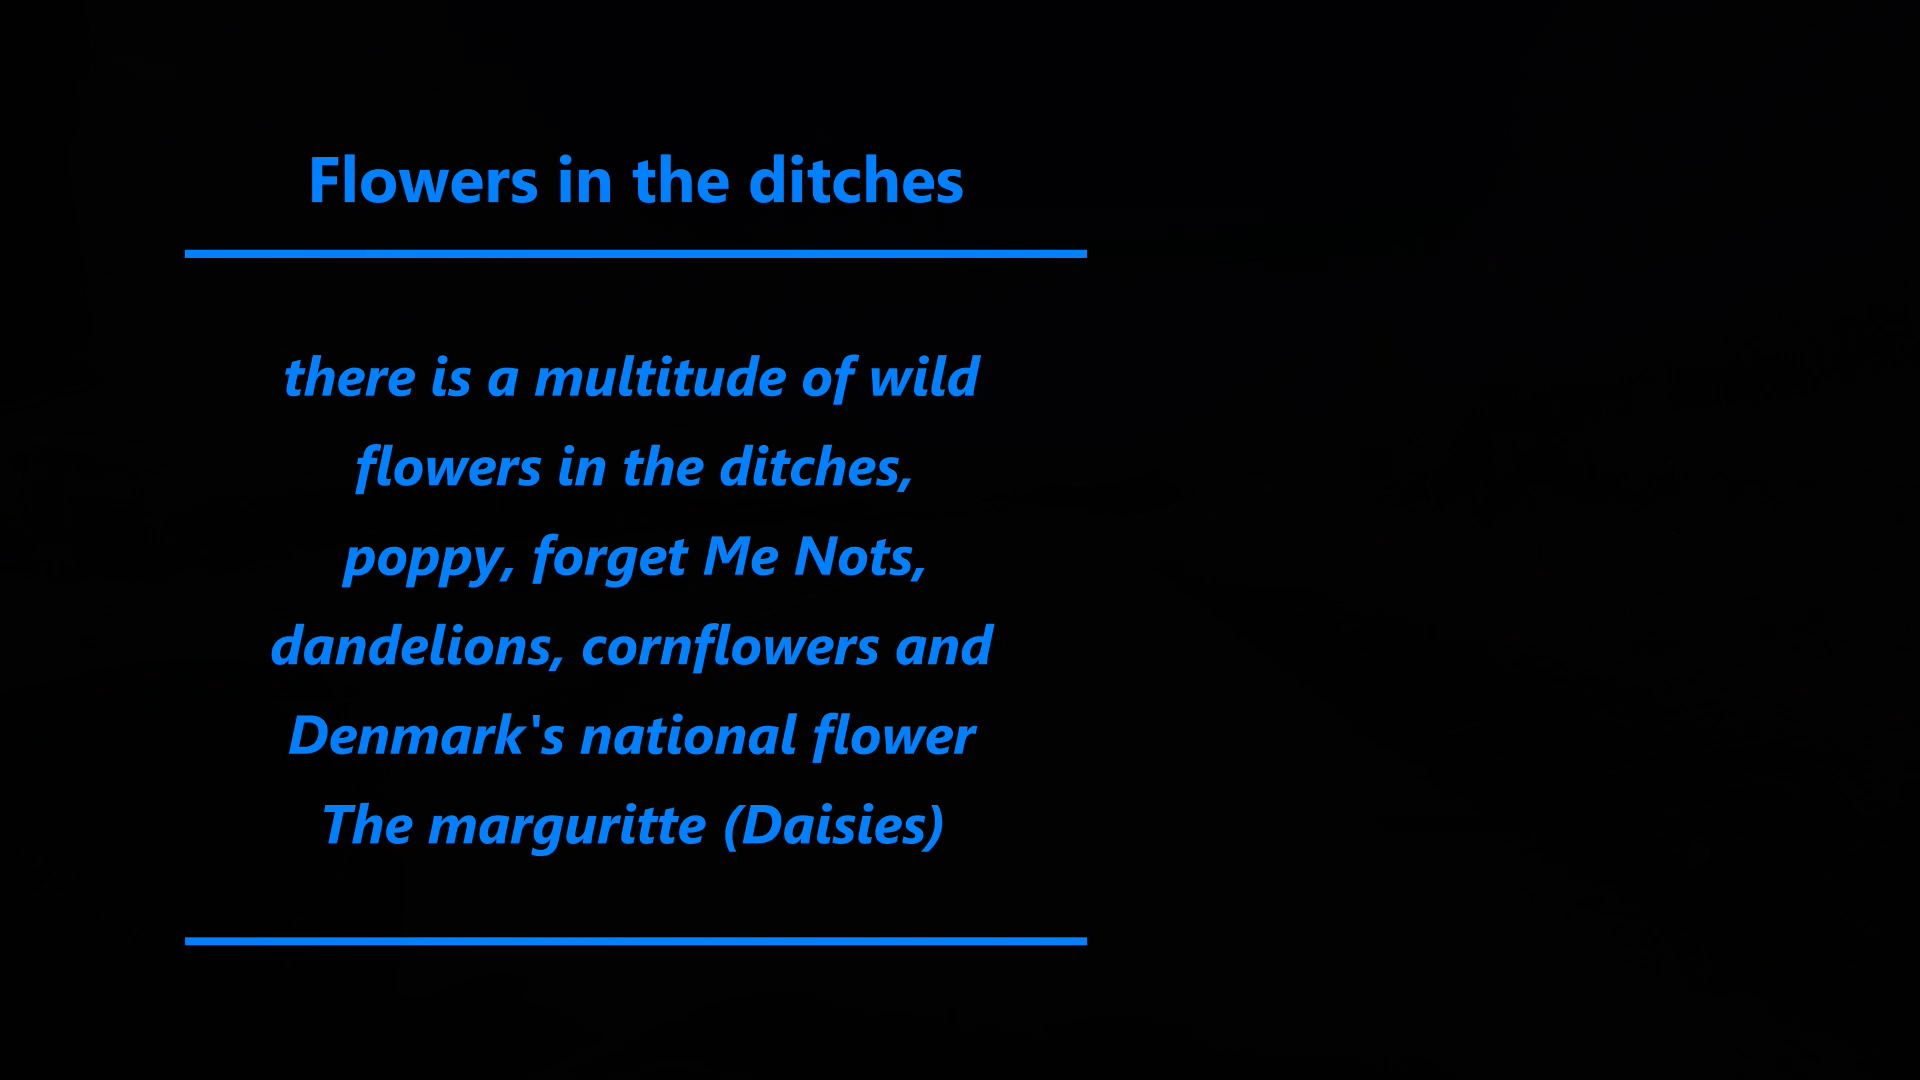 Flowers in the ditches
there is a multitude of wild
flowers in the ditches,
poppy, forget Me Nots,
dandelions, cornflowers and
Denmark's national flower
The marguritte (Daisies)